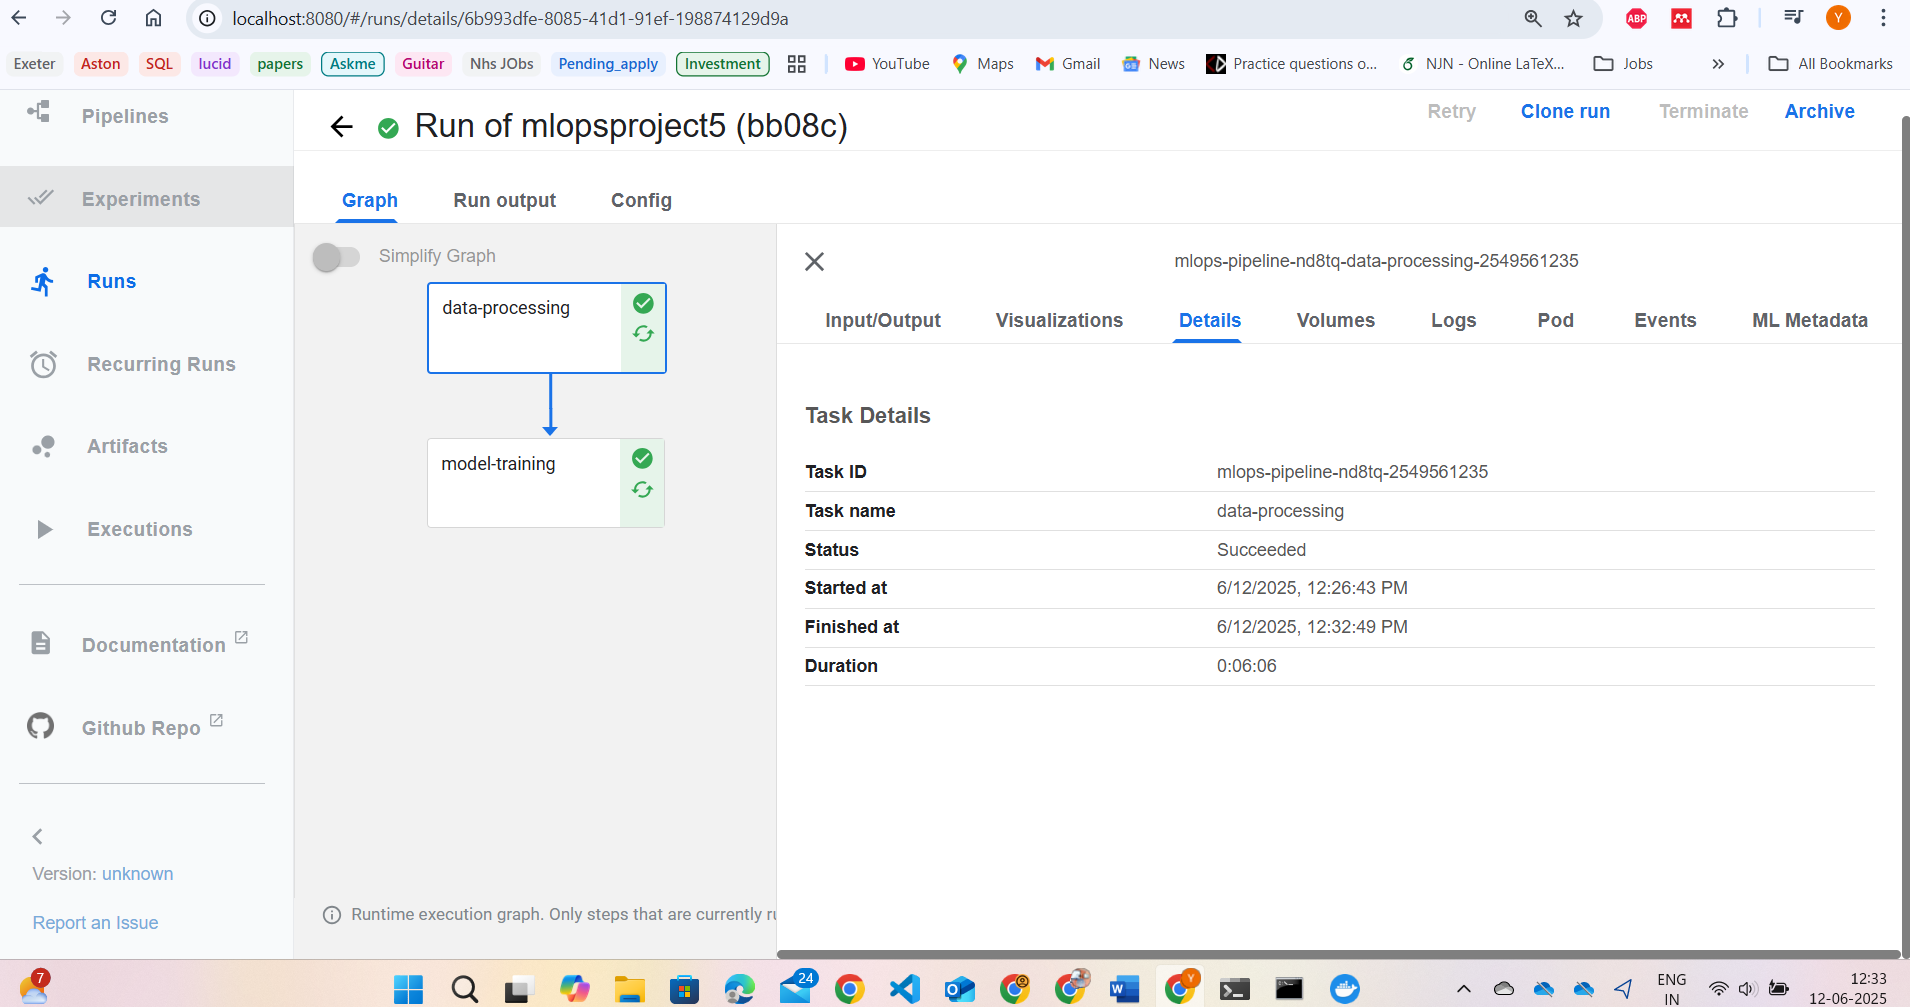 localhost:8080/#/runs/details/6b993dfe-8085-41d1-91ef-198874129d9a
ABP
Y
Exeter Aston SQL lucid papers Askme Guitar Nhs JObs Pending_apply Investment YouTube Maps Gmail News Practice questions o... NJN - Online LaTeX... Jobs » All Bookmarks
Pipelines
Experiments
Runs
Recurring Runs
Artifacts
Executions
Documentation
Github Repo
Version: unknown
Report an Issue
Run of mlopsproject5 (bb08c)
Retry Clone run Terminate Archive
Graph Run output Config
Simplify Graph
data-processing
model-training
Runtime execution graph. Only steps that are currently ru
mlops-pipeline-nd8tq-data-processing-2549561235
Input/Output Visualizations Details Volumes Logs Pod Events ML Metadata
Task Details
Task ID mlops-pipeline-nd8tq-2549561235
Task name data-processing
Status Succeeded
Started at 6/12/2025, 12:26:43 PM
Finished at 6/12/2025, 12:32:49 PM
Duration 0:06:06
7
24
Y
ENG
IN
12:33
12-06-2025